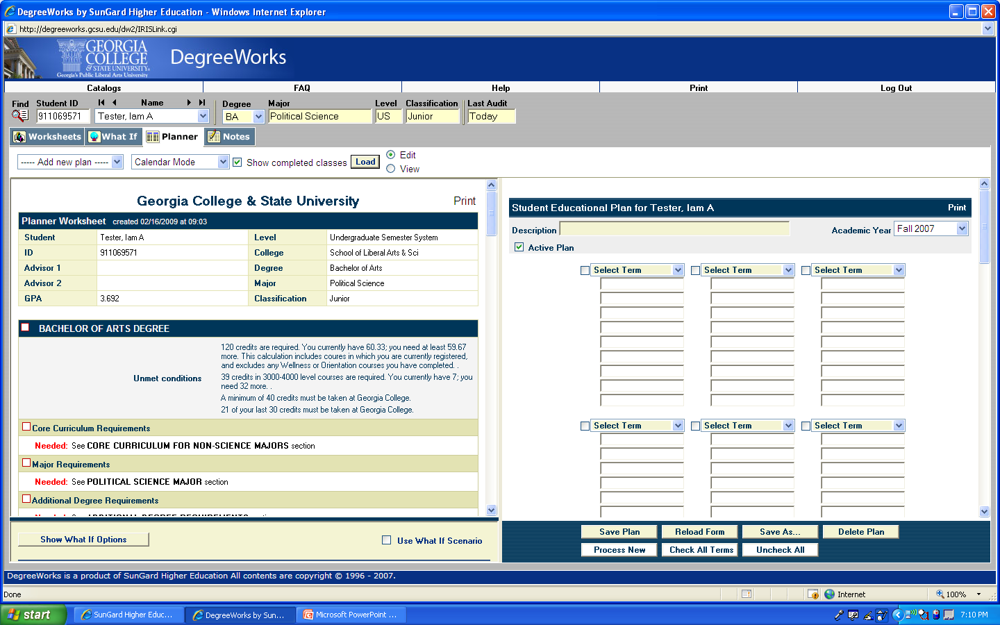 DegreeWorks by SunGard Higher Education - Windows Internet Explorer
http://degreeworks.gcsu.edu/dw2/IRISLink.cgi
GEORGIA
COLLEGE
& STATE UNIVERSITY
Georgia's Public Liberal Arts University
DegreeWorks
Catalogs FAQ Help Print Log Out
Find Student ID Name Degree Major Level Classification Last Audit
911069571 Tester, Iam A BA Political Science US Junior Today
Worksheets What If Planner Notes
----- Add new plan ----- Calendar Mode Show completed classes Load Edit
View
Georgia College & State University Print
Planner Worksheet created 02/16/2009 at 09:03
Student Tester, Iam A Level Undergraduate Semester System
ID 911069571 College School of Liberal Arts & Sci
Advisor 1 Degree Bachelor of Arts
Advisor 2 Major Political Science
GPA 3.692 Classification Junior
BACHELOR OF ARTS DEGREE
Unmet conditions
120 credits are required. You currently have 60.33; you need at least 59.67
more. This calculation includes coures in which you are currently registered,
and excludes any Wellness or Orientation courses you have completed. .
39 credits in 3000-4000 level courses are required. You currently have 7; you
need 32 more. .
A minimum of 40 credits must be taken at Georgia College.
21 of your last 30 credits must be taken at Georgia College.
Core Curriculum Requirements
Needed: See CORE CURRICULUM FOR NON-SCIENCE MAJORS section
Major Requirements
Needed: See POLITICAL SCIENCE MAJOR section
Additional Degree Requirements
Show What If Options Use What If Scenario
Student Educational Plan for Tester, Iam A Print
Description Academic Year Fall 2007
Active Plan
Select Term Select Term Select Term
Select Term Select Term Select Term
Save Plan Reload Form Save As... Delete Plan
Process New Check All Terms Uncheck All
DegreeWorks is a product of SunGard Higher Education All contents are copyright © 1996 - 2007.
Done Internet 100%
start SunGard Higher Educ... DegreeWorks by Sun... Microsoft PowerPoint ... 7:10 PM